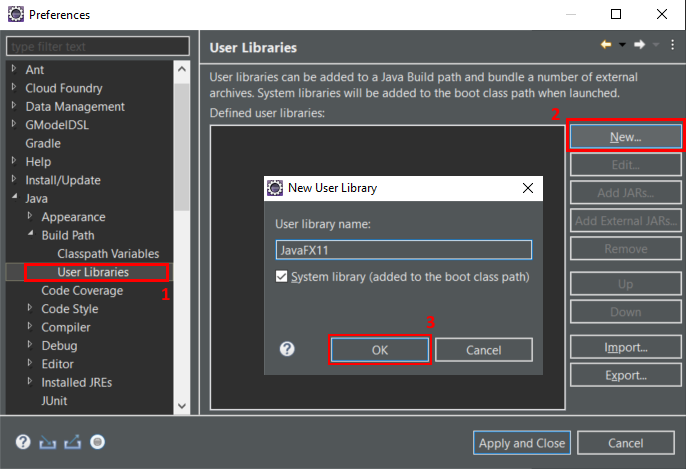 Preferences
type filter text
Ant
Cloud Foundry
Data Management
GModelDSL
Gradle
Help
Install/Update
Java
Appearance
Build Path
Classpath Variables
User Libraries
1
Code Coverage
Code Style
Compiler
Debug
Editor
Installed JREs
JUnit
User Libraries
User libraries can be added to a Java Build path and bundle a number of external
archives. System libraries will be added to the boot class path when launched.
Defined user libraries:
2
New...
Edit...
Add JARs...
Add External JARs...
Remove
Up
Down
Import...
Export...
New User Library
User library name:
JavaFX11
System library (added to the boot class path)
3
OK
Cancel
Apply and Close
Cancel